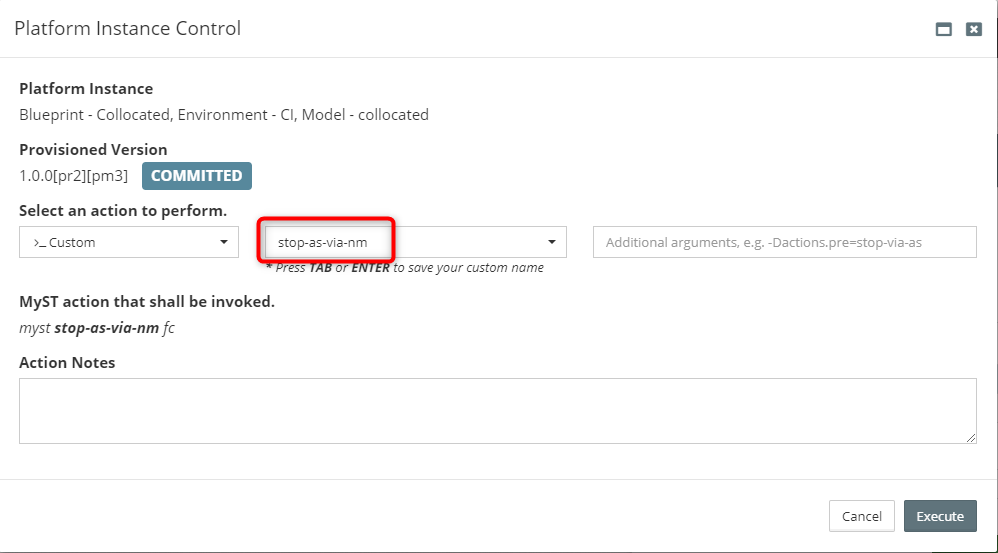 Platform Instance Control
Platform Instance
Blueprint - Collocated, Environment - CI, Model - collocated
Provisioned Version
1.0.0[pr2][pm3] COMMITTED
Select an action to perform.
>_ Custom stop-as-via-nm Additional arguments, e.g. -Dactions.pre=stop-via-as
* Press TAB or ENTER to save your custom name
MyST action that shall be invoked.
myst stop-as-via-nm fc
Action Notes
Cancel Execute